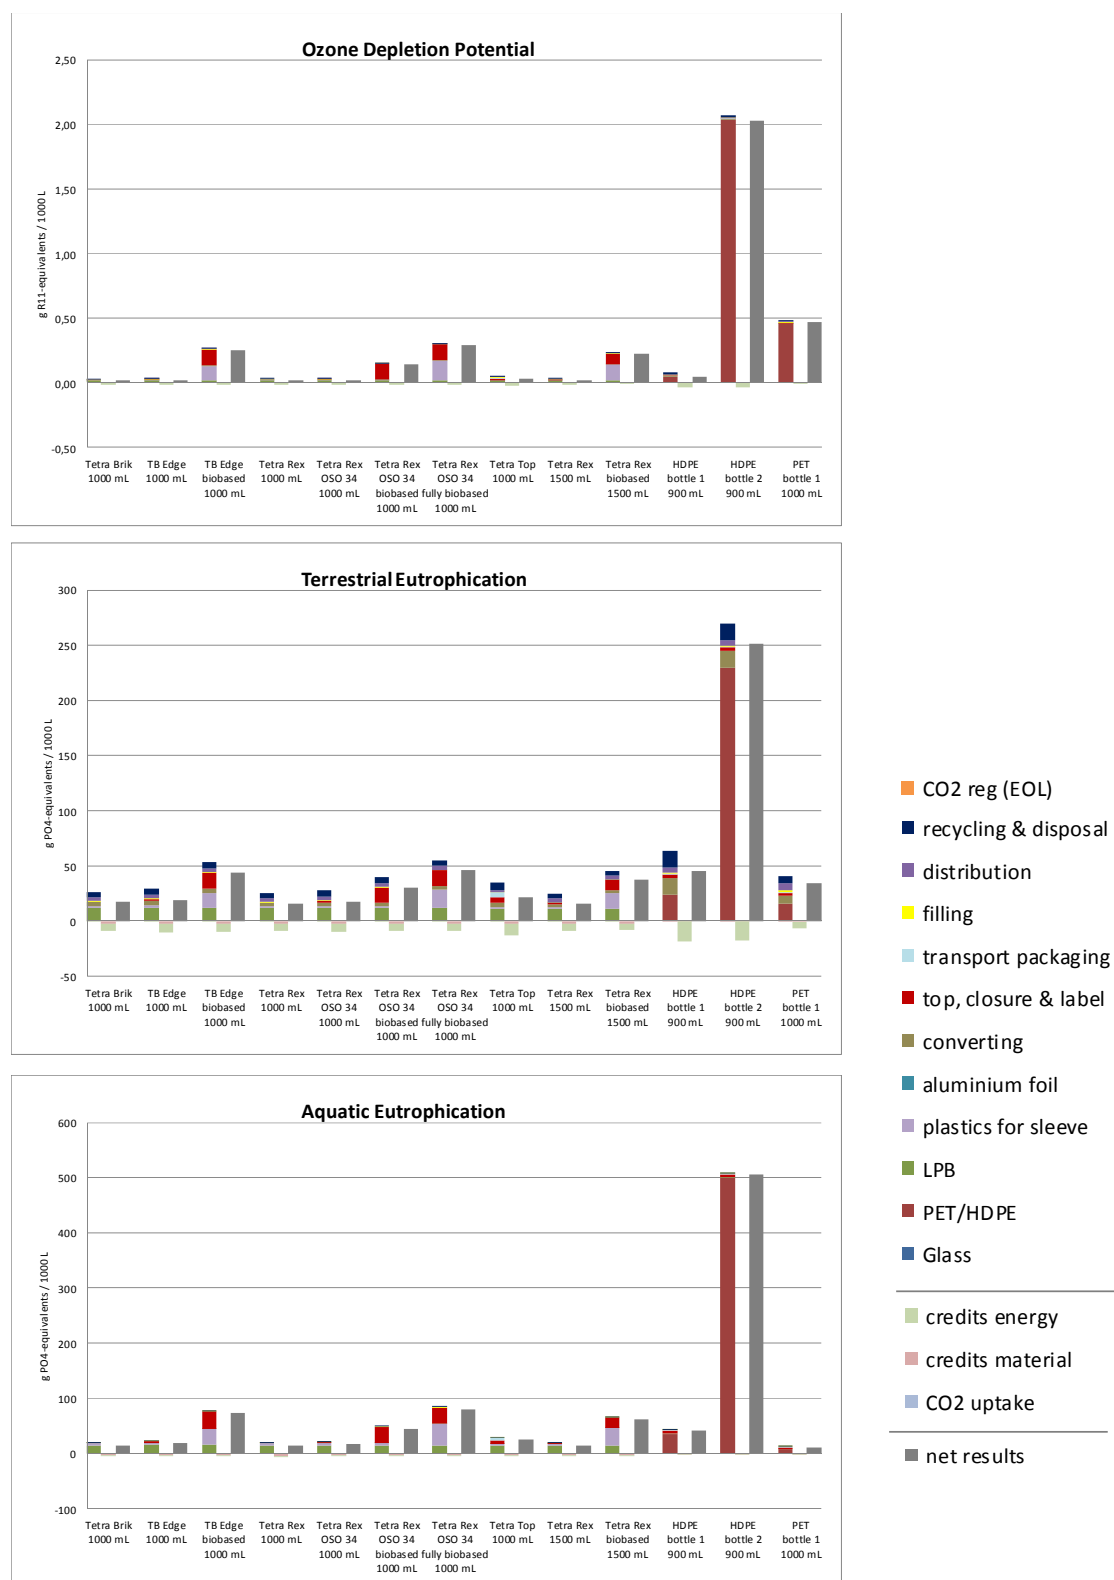 Ozone Depletion Potential
g R11-equivalents / 1000 L
2,50
2,00
1,50
1,00
0,50
0,00
-0,50
Tetra Brik 1000 mL
TB Edge 1000 mL
TB Edge biobased 1000 mL
Tetra Rex 1000 mL
Tetra Rex OSO 34 1000 mL
Tetra Rex OSO 34 biobased 1000 mL
Tetra Rex OSO 34 fully biobased 1000 mL
Tetra Top 1000 mL
Tetra Rex 1500 mL
Tetra Rex biobased 1500 mL
HDPE bottle 1 900 mL
HDPE bottle 2 900 mL
PET bottle 1 1000 mL
Terrestrial Eutrophication
g PO4-equivalents / 1000 L
300
250
200
150
100
50
0
-50
Tetra Brik 1000 mL
TB Edge 1000 mL
TB Edge biobased 1000 mL
Tetra Rex 1000 mL
Tetra Rex OSO 34 1000 mL
Tetra Rex OSO 34 biobased 1000 mL
Tetra Rex OSO 34 fully biobased 1000 mL
Tetra Top 1000 mL
Tetra Rex 1500 mL
Tetra Rex biobased 1500 mL
HDPE bottle 1 900 mL
HDPE bottle 2 900 mL
PET bottle 1 1000 mL
Aquatic Eutrophication
g PO4-equivalents / 1000 L
600
500
400
300
200
100
0
-100
Tetra Brik 1000 mL
TB Edge 1000 mL
TB Edge biobased 1000 mL
Tetra Rex 1000 mL
Tetra Rex OSO 34 1000 mL
Tetra Rex OSO 34 biobased 1000 mL
Tetra Rex OSO 34 fully biobased 1000 mL
Tetra Top 1000 mL
Tetra Rex 1500 mL
Tetra Rex biobased 1500 mL
HDPE bottle 1 900 mL
HDPE bottle 2 900 mL
PET bottle 1 1000 mL
CO2 reg (EOL)
recycling & disposal
distribution
filling
transport packaging
top, closure & label
converting
aluminium foil
plastics for sleeve
LPB
PET/HDPE
Glass
credits energy
credits material
CO2 uptake
net results